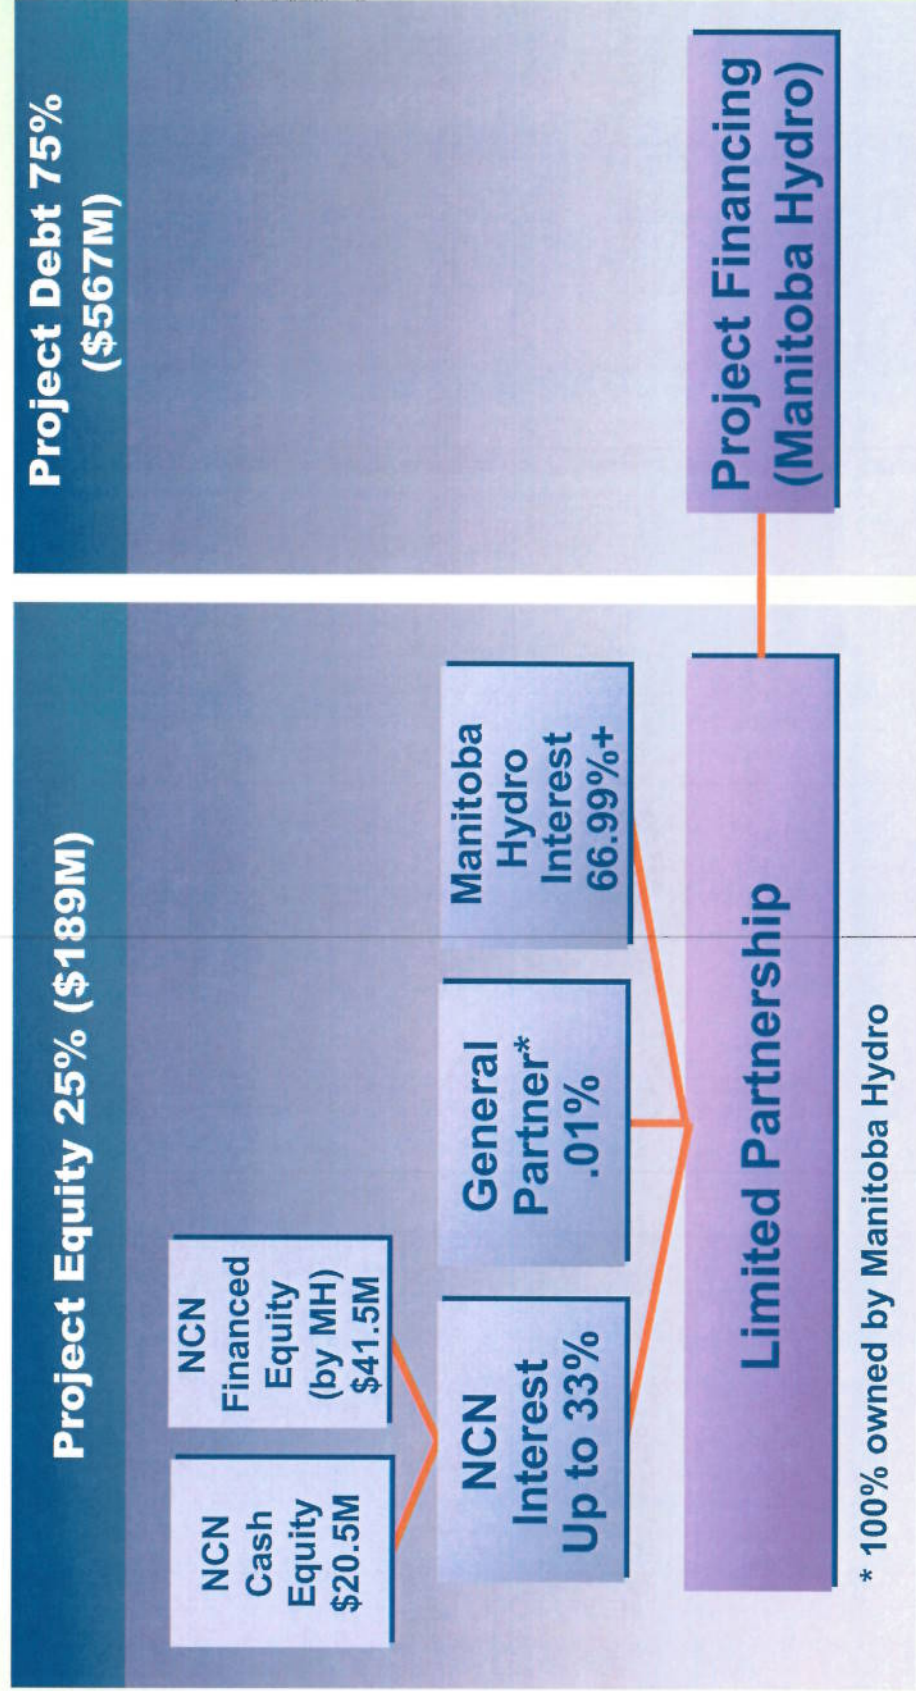 Project Equity 25% ($189M)
Project Debt 75%
($567M)
NCN
Cash
Equity
$20.5M
NCN
Financed
Equity
(by MH)
$41.5M
NCN
Interest
Up to 33%
General
Partner*
.01%
Manitoba
Hydro
Interest
66.99%+
Limited Partnership
Project Financing
(Manitoba Hydro)
* 100% owned by Manitoba Hydro